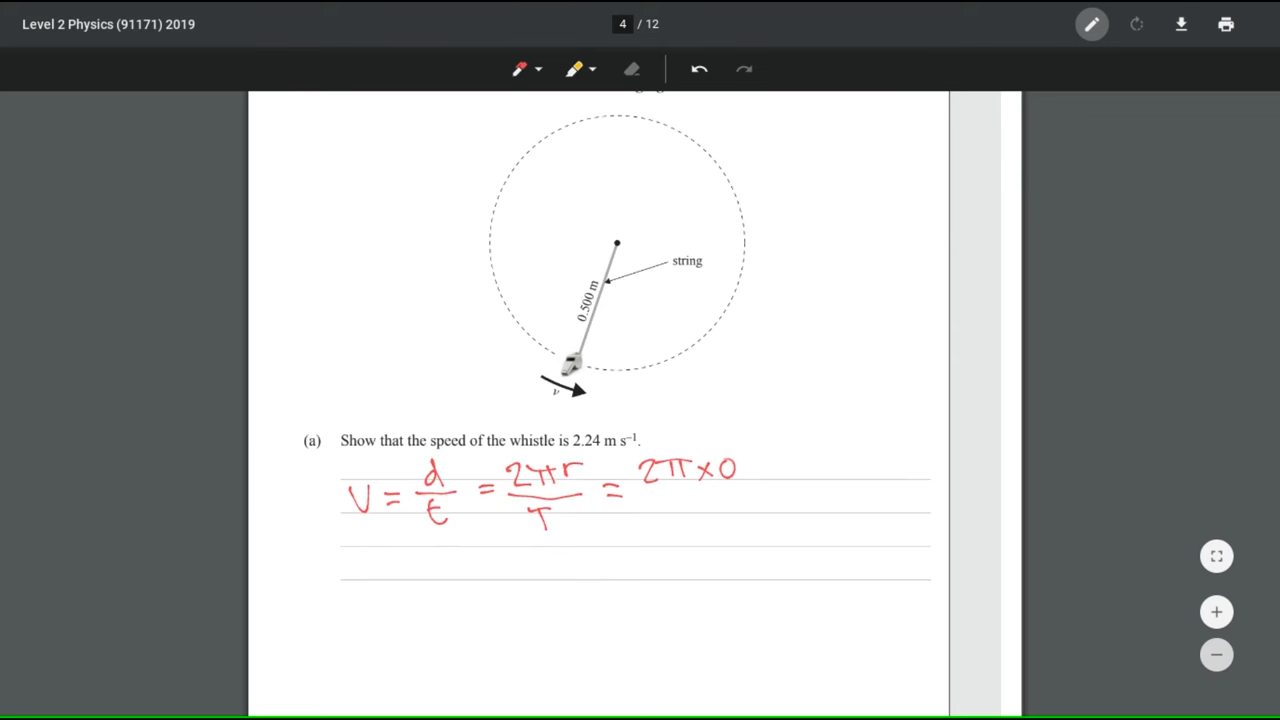 Level 2 Physics (91171) 2019
4 / 12
string
0.500 m
v
(a) Show that the speed of the whistle is 2.24 m s⁻¹.
V = d/t = 2πr/T = 2π×0